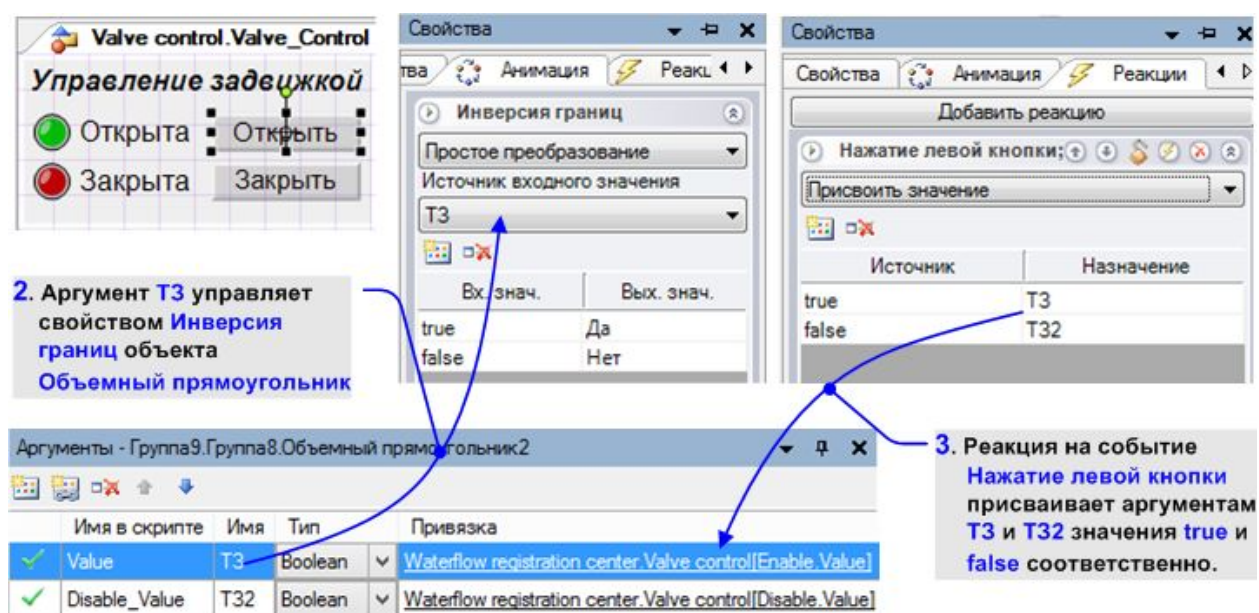 Valve control.Valve_Control
Управление задвижкой
Открыта Открыть
Закрыта Закрыть
Свойства
тва Анимация Реакц
Инверсия границ
Простое преобразование
Источник входного значения
T3
Вх. знач. Вых. знач.
true Да
false Нет
Свойства
Свойства Анимация Реакции
Добавить реакцию
Нажатие левой кнопки;
Присвоить значение
Источник Назначение
true T3
false T32
2. Аргумент T3 управляет
свойством Инверсия
границ объекта
Объемный прямоугольник
Аргументы - Группа9.Группа8.Объемный прямоугольник2
Имя в скрипте Имя Тип Привязка
Value T3 Boolean Waterflow registration center.Valve control[Enable.Value]
Disable_Value T32 Boolean Waterflow registration center.Valve control[Disable.Value]
3. Реакция на событие
Нажатие левой кнопки
присваивает аргументам
T3 и T32 значения true и
false соответственно.